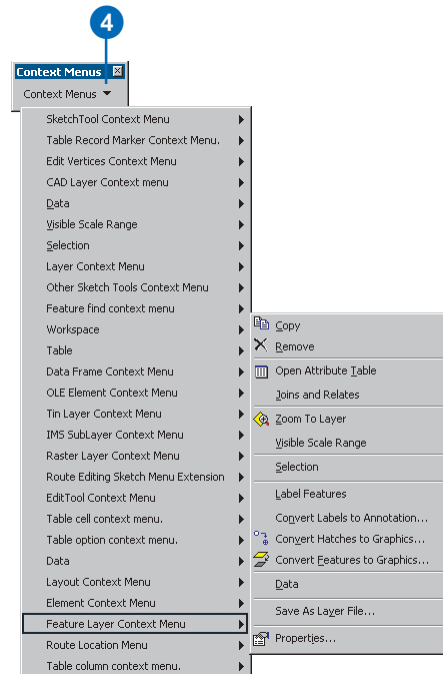 4
Context Menus
Context Menus
SketchTool Context Menu
Table Record Marker Context Menu.
Edit Vertices Context Menu
CAD Layer Context menu
Data
Visible Scale Range
Selection
Layer Context Menu
Other Sketch Tools Context Menu
Feature find context menu
Workspace
Table
Data Frame Context Menu
OLE Element Context Menu
Tin Layer Context Menu
IMS SubLayer Context Menu
Raster Layer Context Menu
Route Editing Sketch Menu Extension
EditTool Context Menu
Table cell context menu.
Table option context menu.
Data
Layout Context Menu
Element Context Menu
Feature Layer Context Menu
Route Location Menu
Table column context menu.
Copy
Remove
Open Attribute Table
Joins and Relates
Zoom To Layer
Visible Scale Range
Selection
Label Features
Convert Labels to Annotation...
Convert Hatches to Graphics...
Convert Features to Graphics...
Data
Save As Layer File...
Properties...